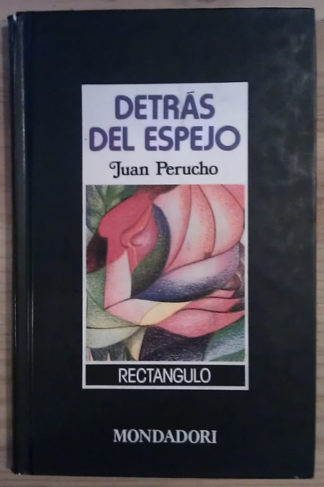 DETRÁS
DEL ESPEJO
Juan Perucho
RECTANGULO
MONDADORI